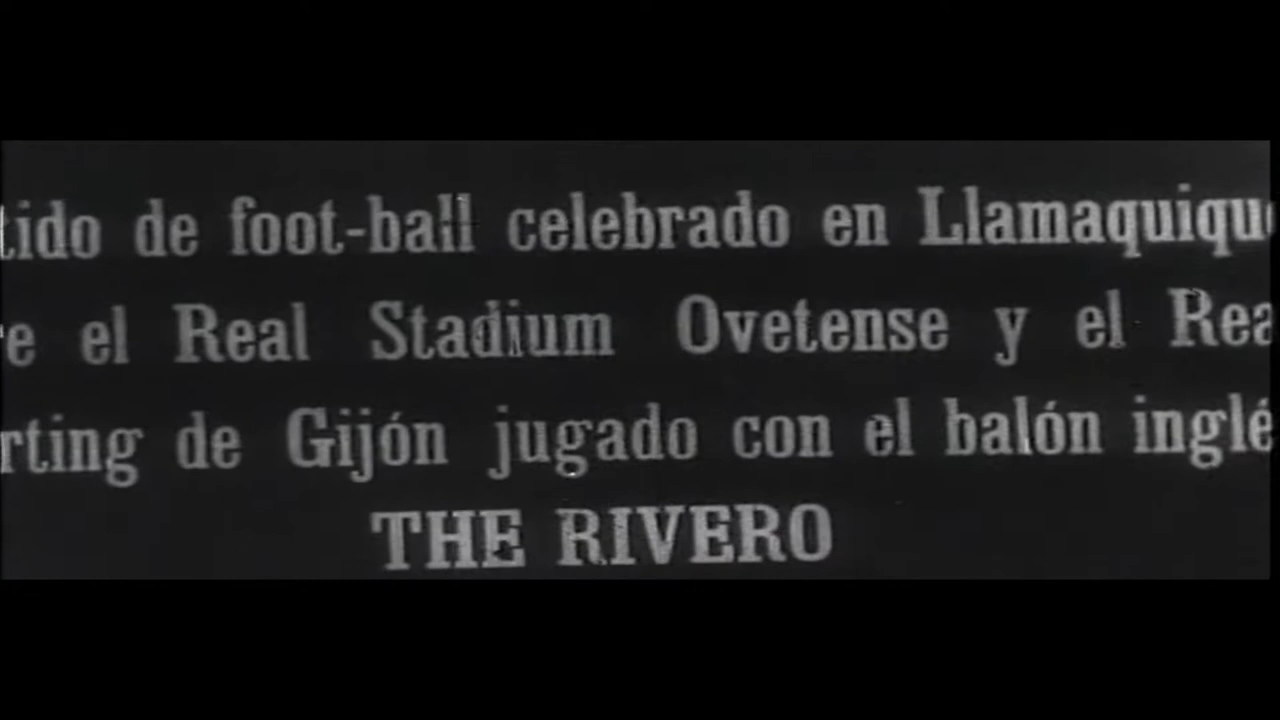 tido de foot-ball celebrado en Llamaquiqu
e el Real Stadium Ovetense y el Rea
rting de Gijón jugado con el balón inglé
THE RIVERO